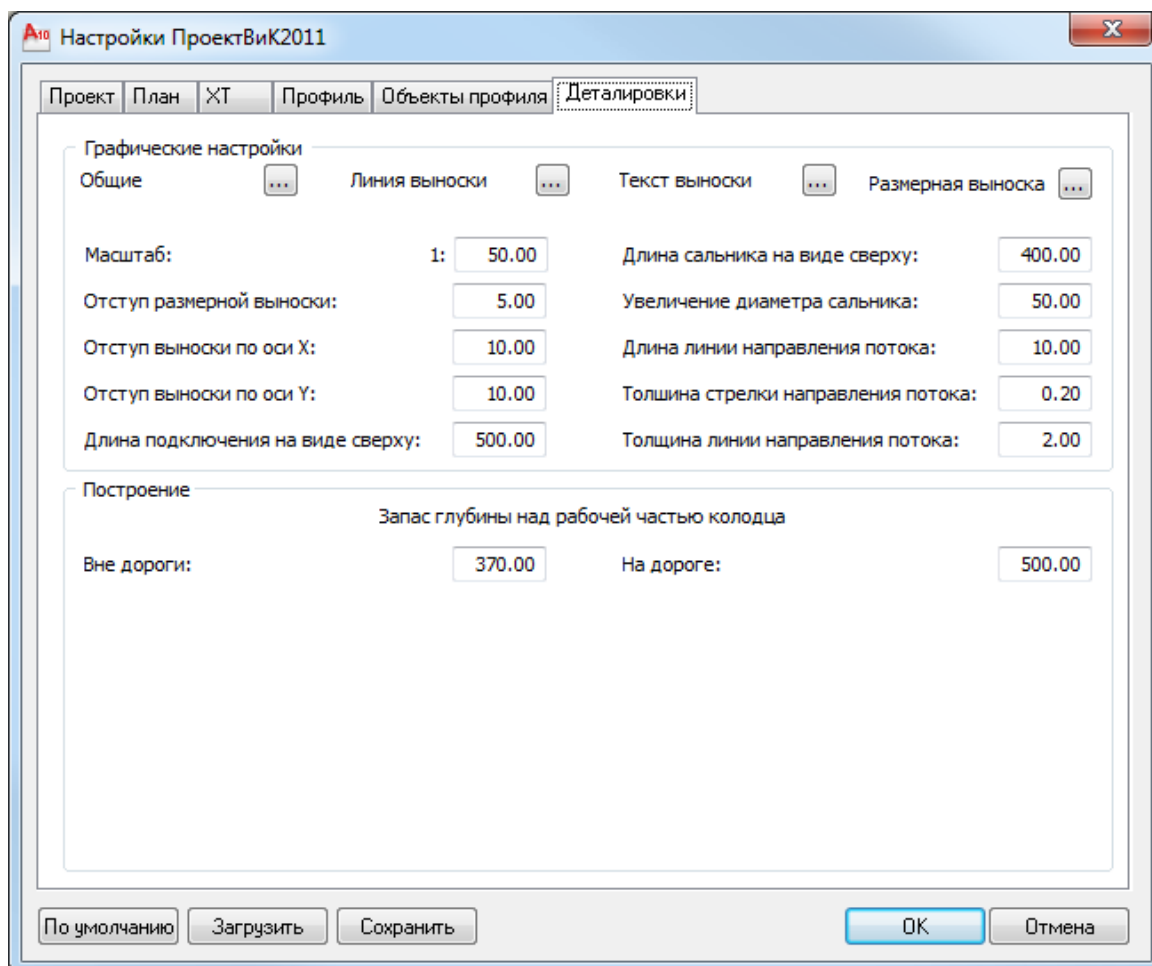 A10 Настройки ПроектВиК2011
Проект План ХТ Профиль Объекты профиля Деталировки
Графические настройки
Общие ... Линия выноски ... Текст выноски ... Размерная выноска ...
Масштаб: 1: 50.00 Длина сальника на виде сверху: 400.00
Отступ размерной выноски: 5.00 Увеличение диаметра сальника: 50.00
Отступ выноски по оси X: 10.00 Длина линии направления потока: 10.00
Отступ выноски по оси Y: 10.00 Толшина стрелки направления потока: 0.20
Длина подключения на виде сверху: 500.00 Толщина линии направления потока: 2.00
Построение
Запас глубины над рабочей частью колодца
Вне дороги: 370.00 На дороге: 500.00
По умолчанию Загрузить Сохранить OK Отмена